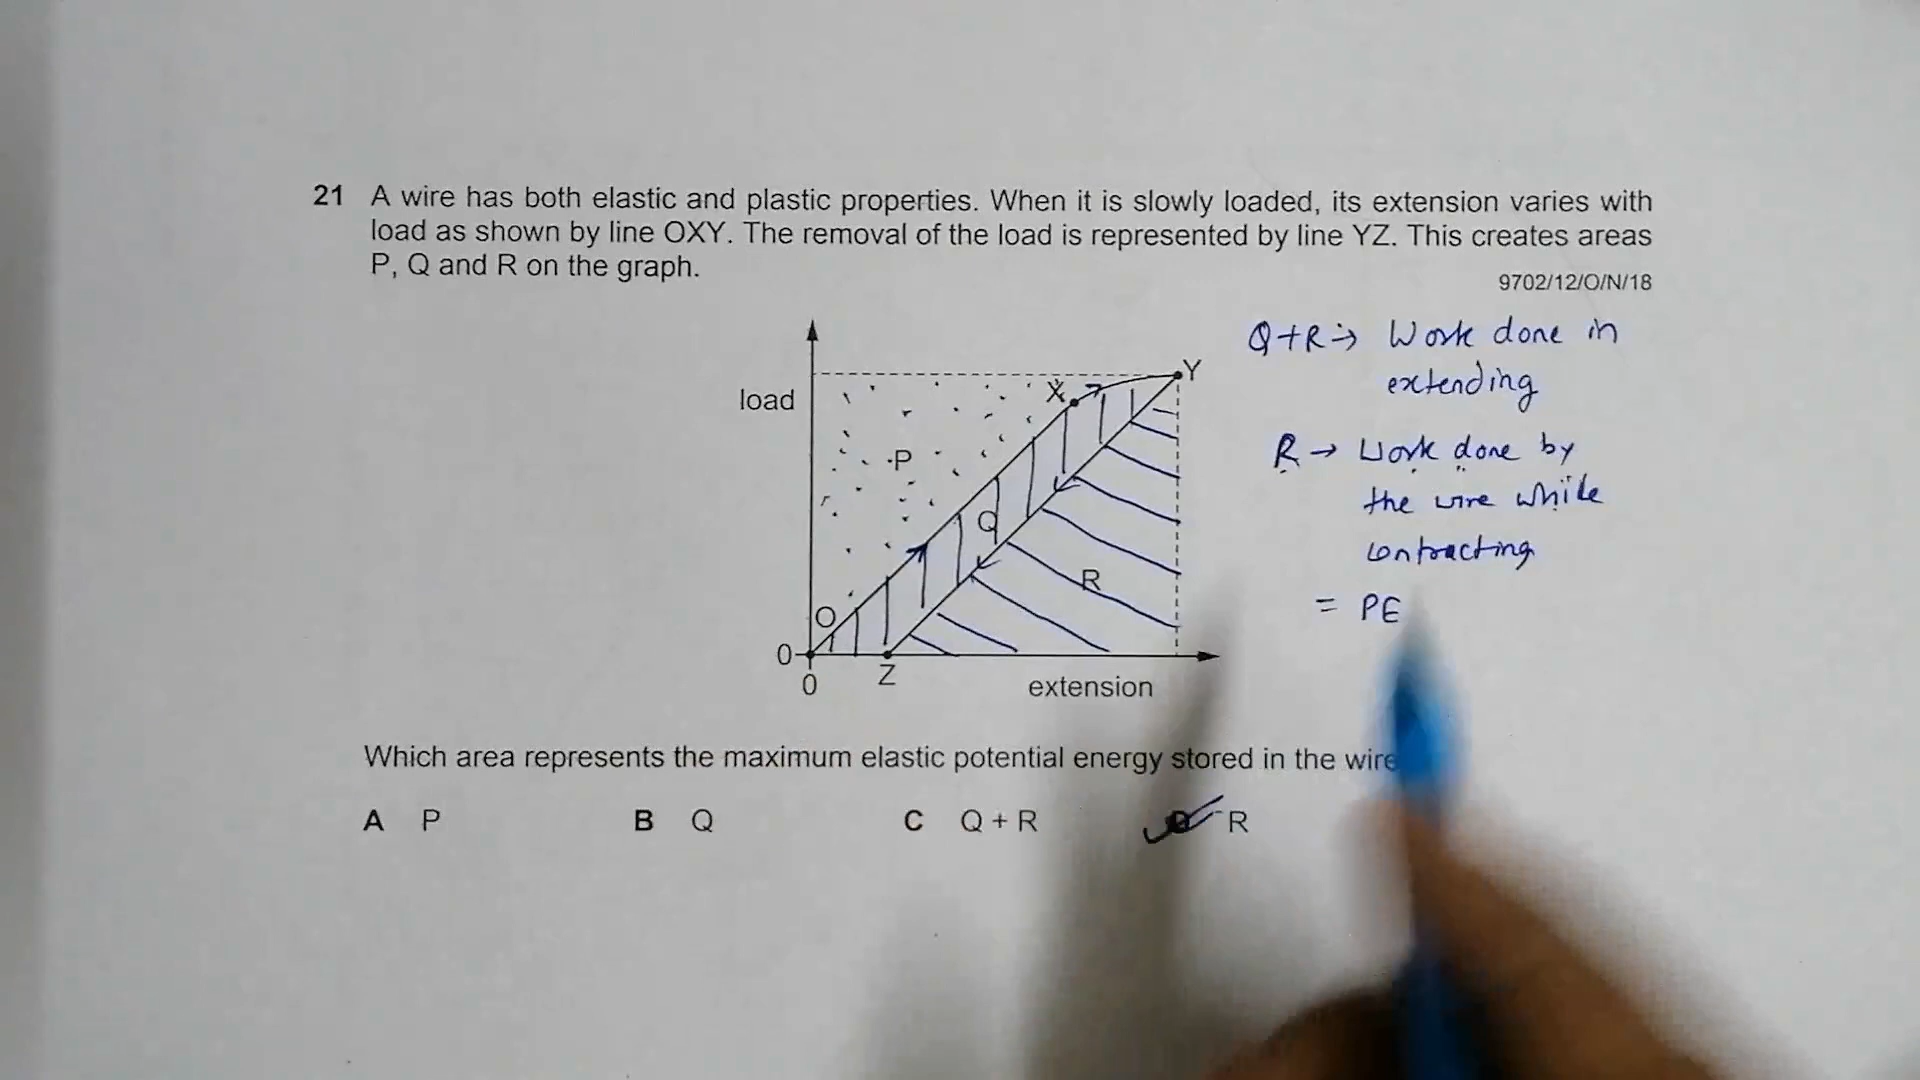 21 A wire has both elastic and plastic properties. When it is slowly loaded, its extension varies with
load as shown by line OXY. The removal of the load is represented by line YZ. This creates areas
P, Q and R on the graph.
9702/12/O/N/18
Q+R → Work done in
extending
R → Work done by
the wire while
contracting
= PE
load
X
Y
P
Q
R
O
0
0
Z
extension
Which area represents the maximum elastic potential energy stored in the wire
A P B Q C Q + R R